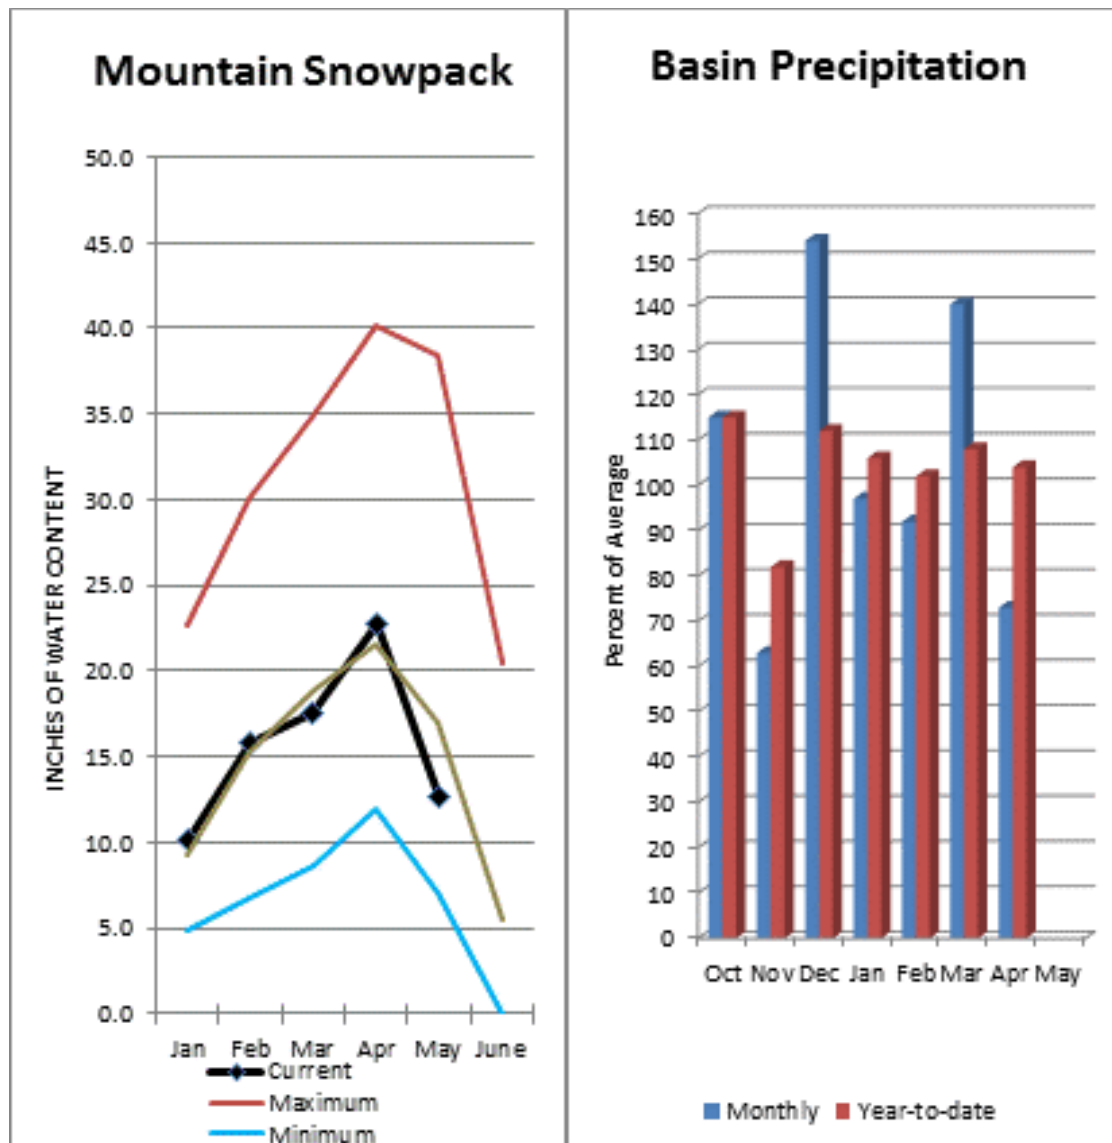 Mountain Snowpack
50.0
45.0
40.0
35.0
30.0
25.0
20.0
15.0
10.0
5.0
0.0
INCHES OF WATER CONTENT
Jan Feb Mar Apr May June
Current
Maximum
Minimum
Basin Precipitation
160
150
140
130
120
110
100
90
80
70
60
50
40
30
20
10
0
Percent of Average
Oct Nov Dec Jan Feb Mar Apr May
Monthly Year-to-date